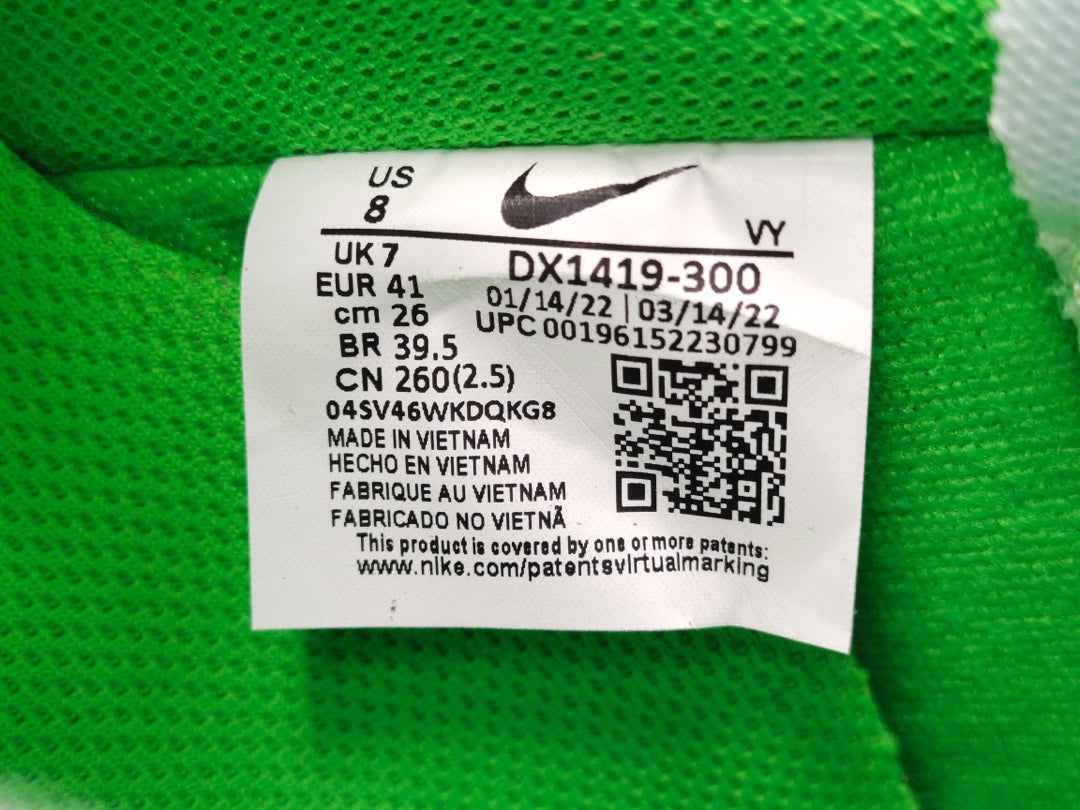 US
8
VY
UK 7
EUR 41
cm 26
BR 39.5
CN 260(2.5)
DX1419-300
01/14/22 | 03/14/22
UPC 00196152230799
04SV46WKDQKG8
MADE IN VIETNAM
HECHO EN VIETNAM
FABRIQUE AU VIETNAM
FABRICADO NO VIETNÃ
This product is covered by one or more patents:
www.nike.com/patentsvirtualmarking